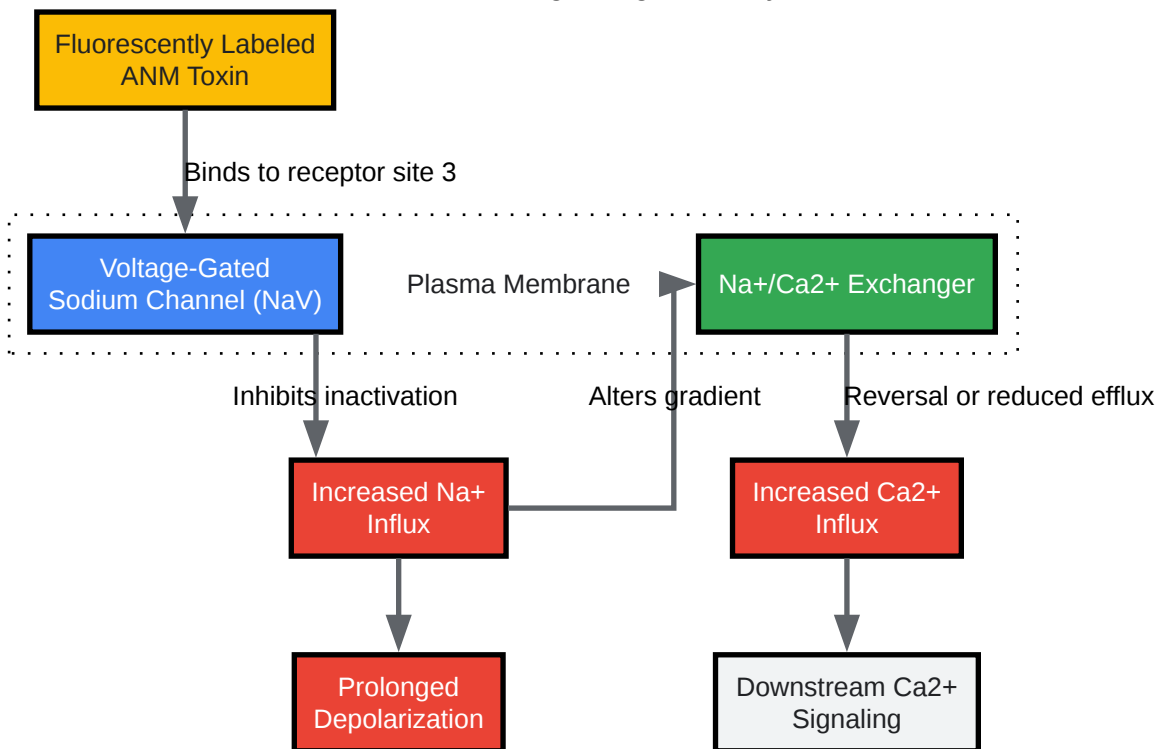 Fluorescently Labeled
ANM Toxin
Binds to receptor site 3
Voltage-Gated
Sodium Channel (NaV)
Plasma Membrane
Na+/Ca2+ Exchanger
Inhibits inactivation
Alters gradient
Reversal or reduced efflux
Increased Na+
Influx
Increased Ca2+
Influx
Prolonged
Depolarization
Downstream Ca2+
Signaling